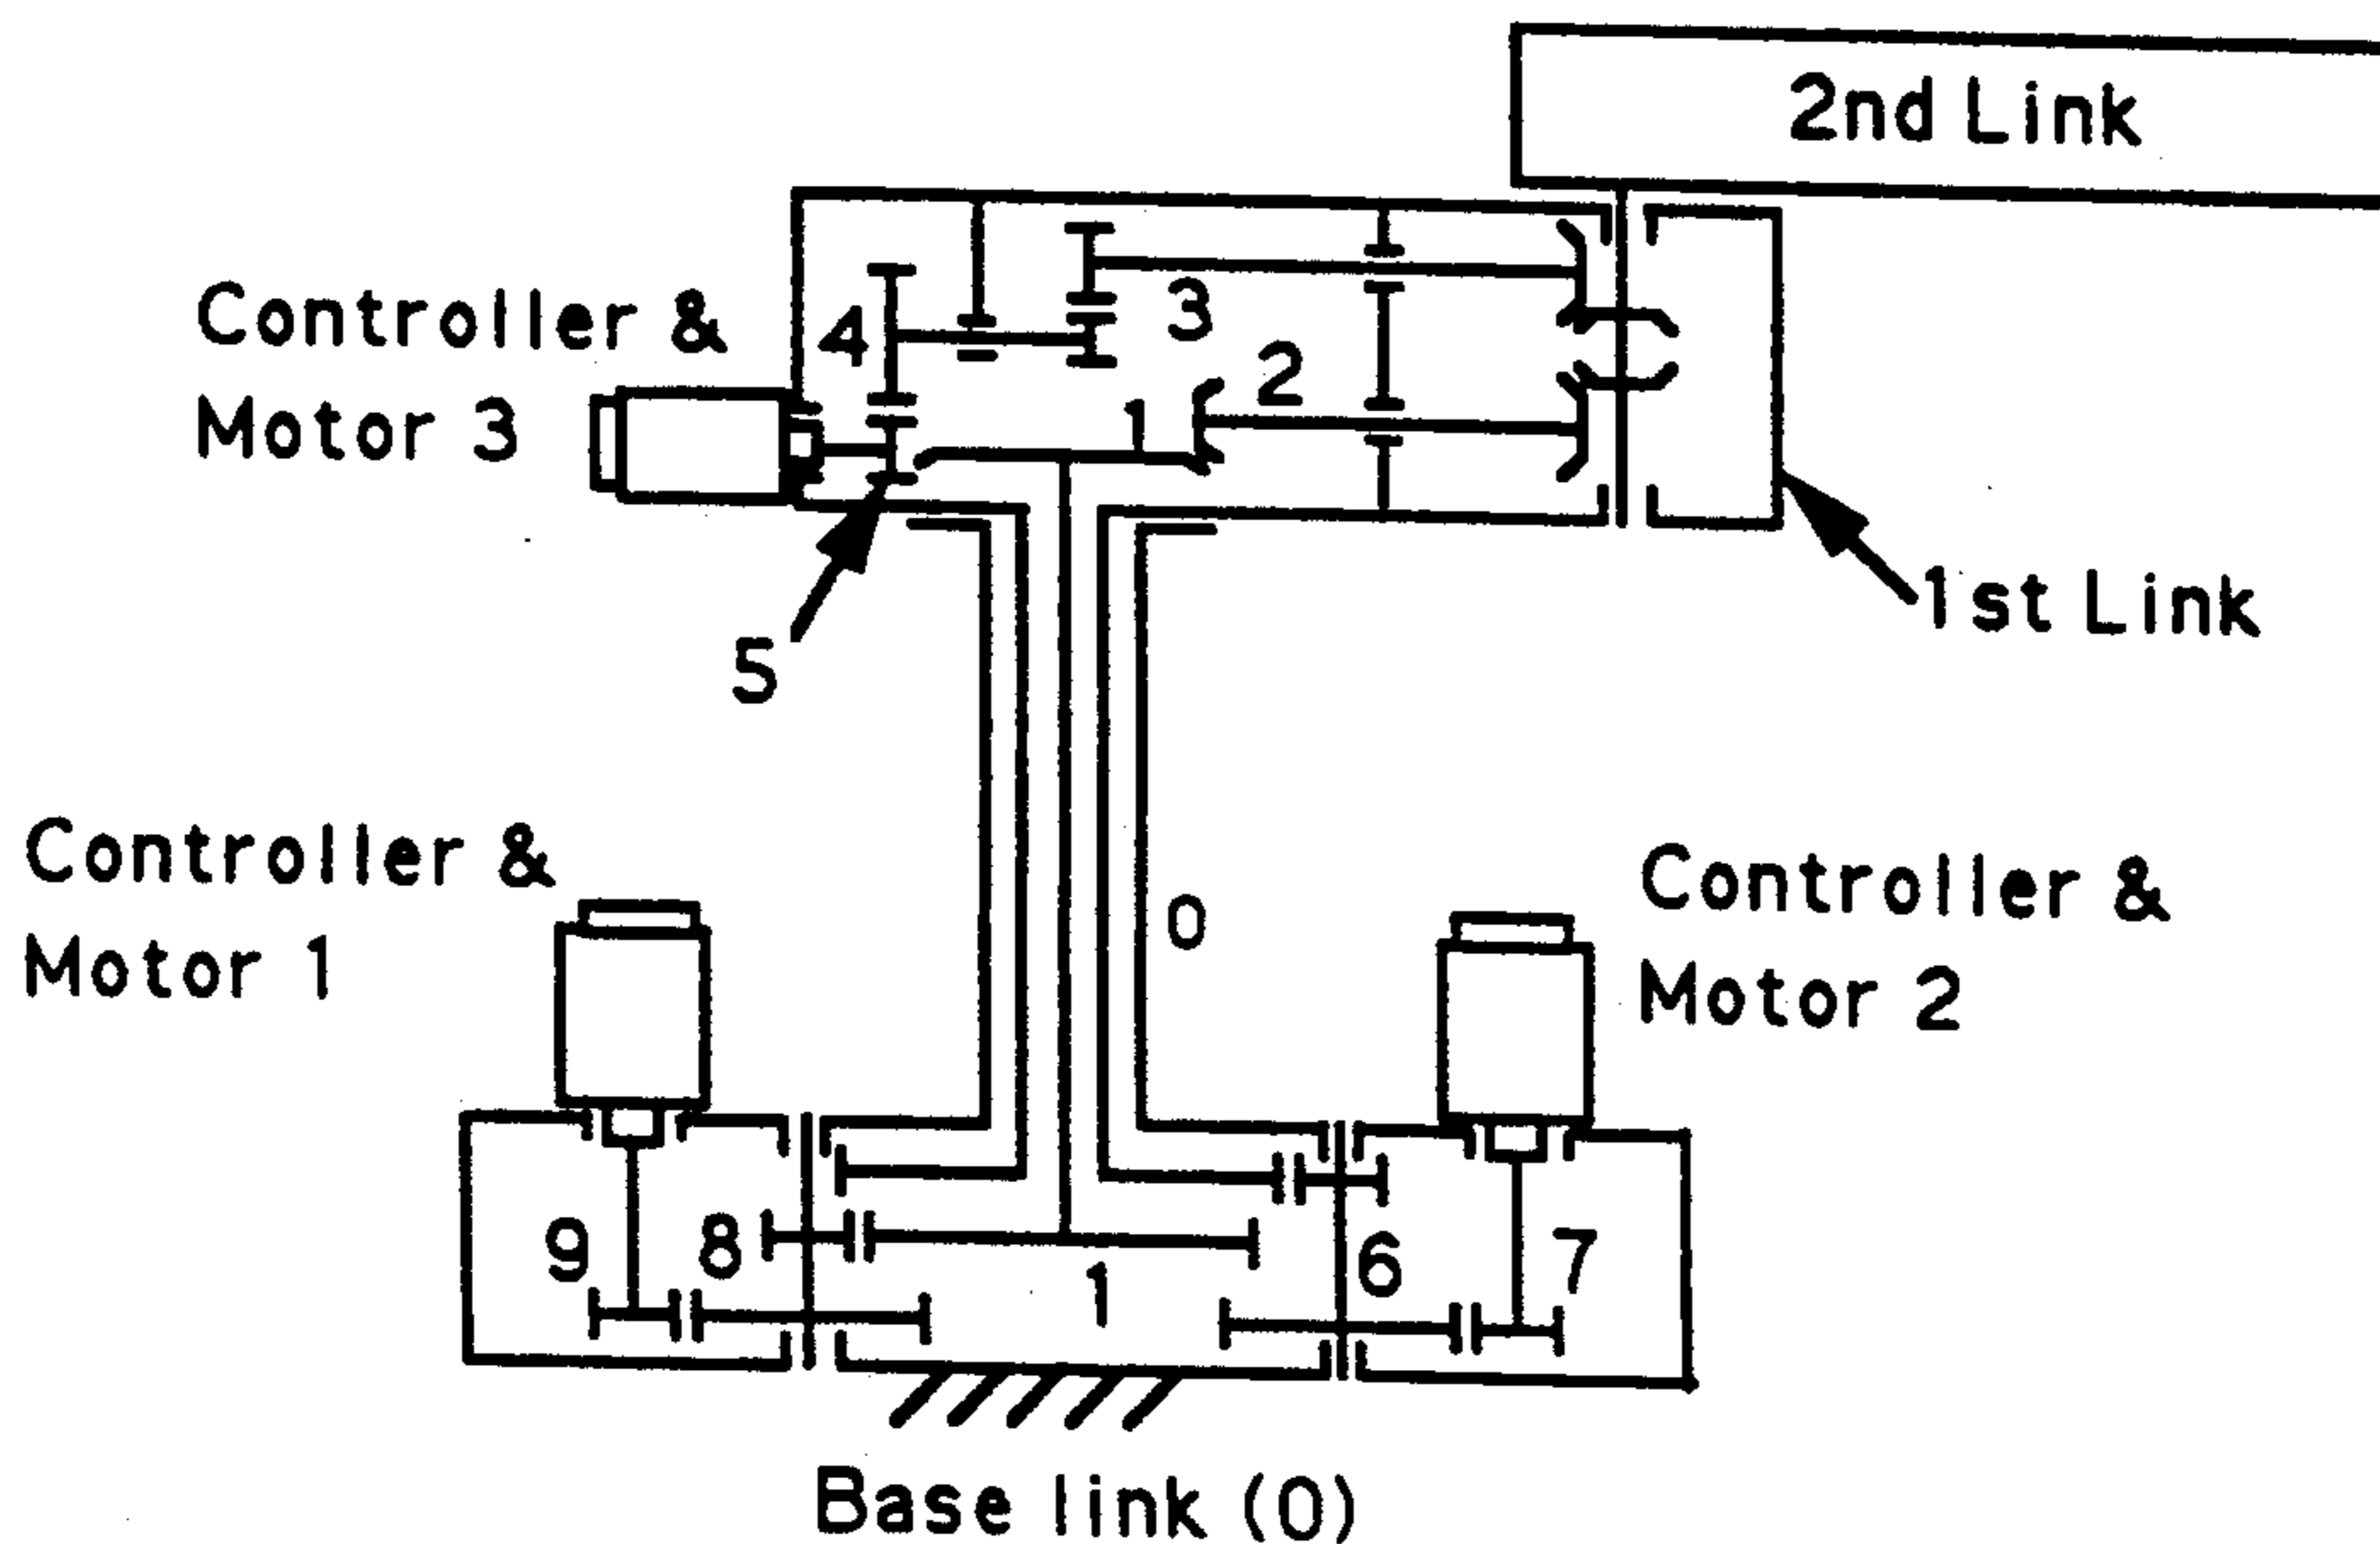 2nd Link
Controller &
Motor 3
4
3
2
1
5
1st Link
Controller &
Motor 1
0
Controller &
Motor 2
9
8
1
6
7
Base link (0)